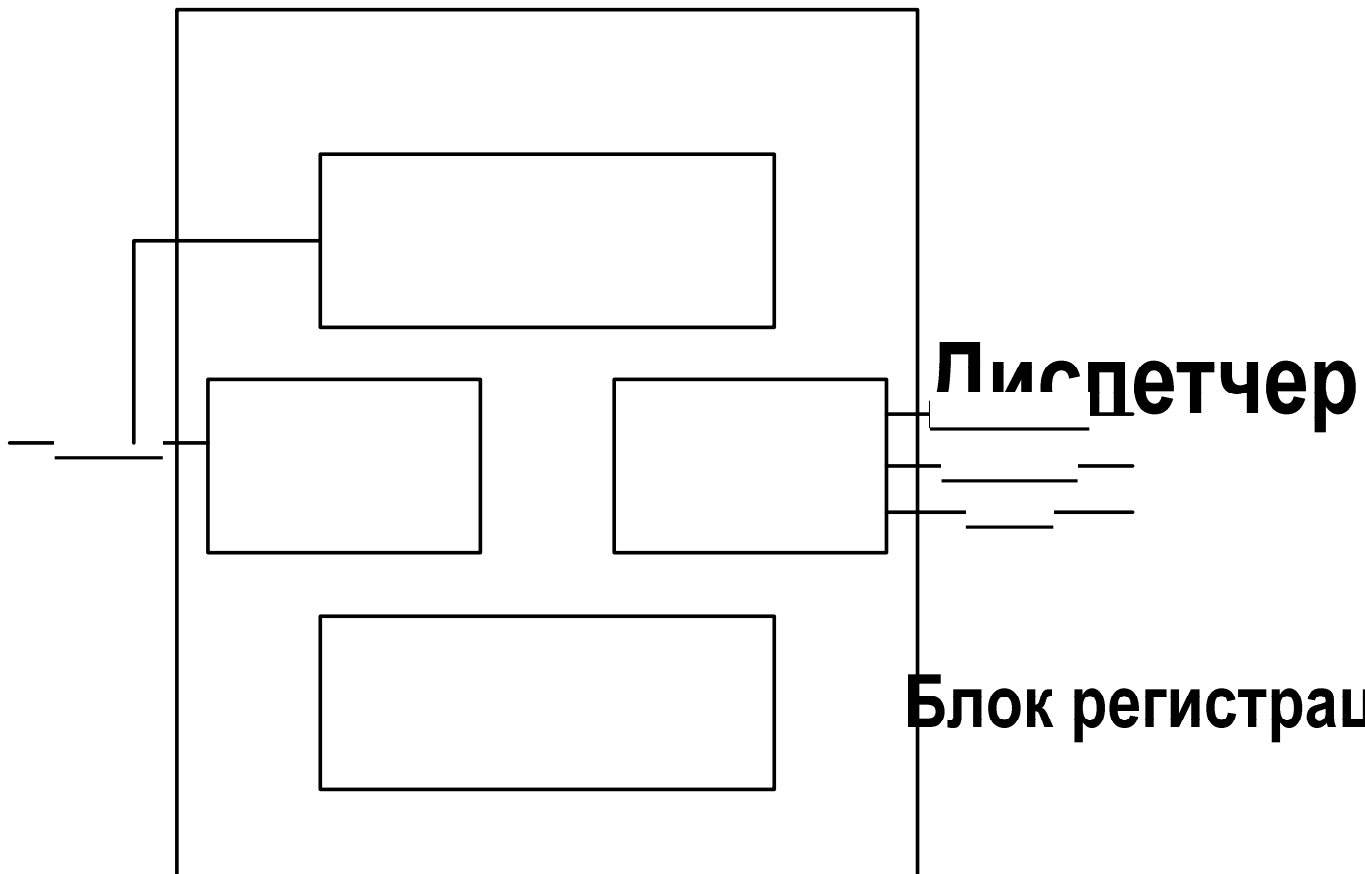 Диспетчер
Блок регистрац